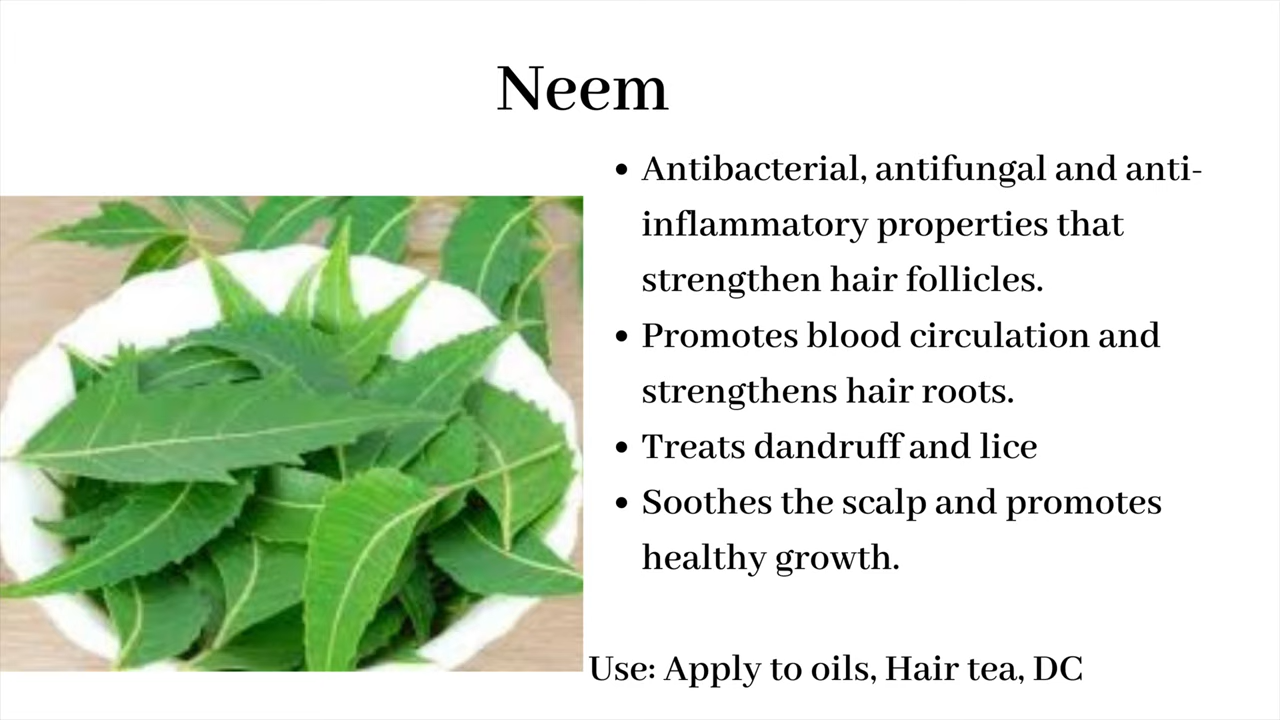 Neem
• Antibacterial, antifungal and anti-
inflammatory properties that
strengthen hair follicles.
• Promotes blood circulation and
strengthens hair roots.
• Treats dandruff and lice
• Soothes the scalp and promotes
healthy growth.
Use: Apply to oils, Hair tea, DC